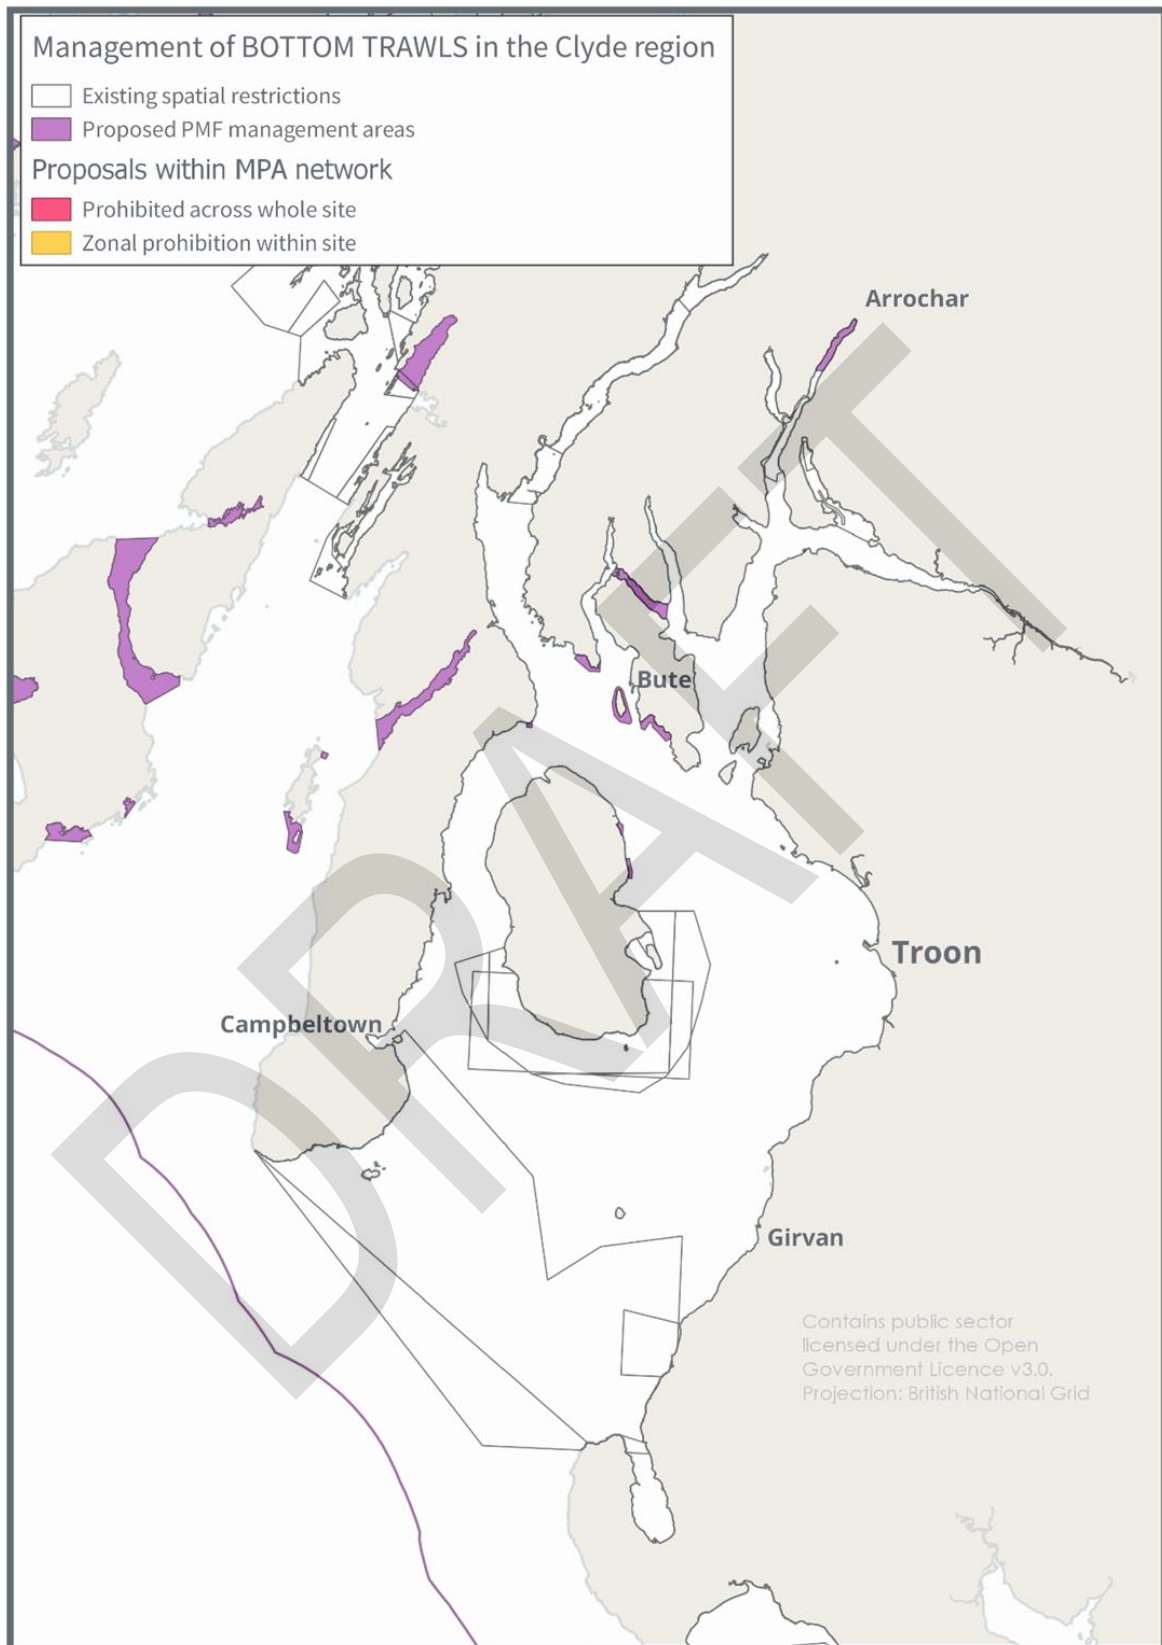 Management of BOTTOM TRAWLS in the Clyde region
Existing spatial restrictions
Proposed PMF management areas
Proposals within MPA network
Prohibited across whole site
Zonal prohibition within site
Arrochar
Bute
Troon
Campbeltown
Girvan
Contains public sector
licensed under the Open
Government Licence v3.0.
Projection: British National Grid
DRAFT